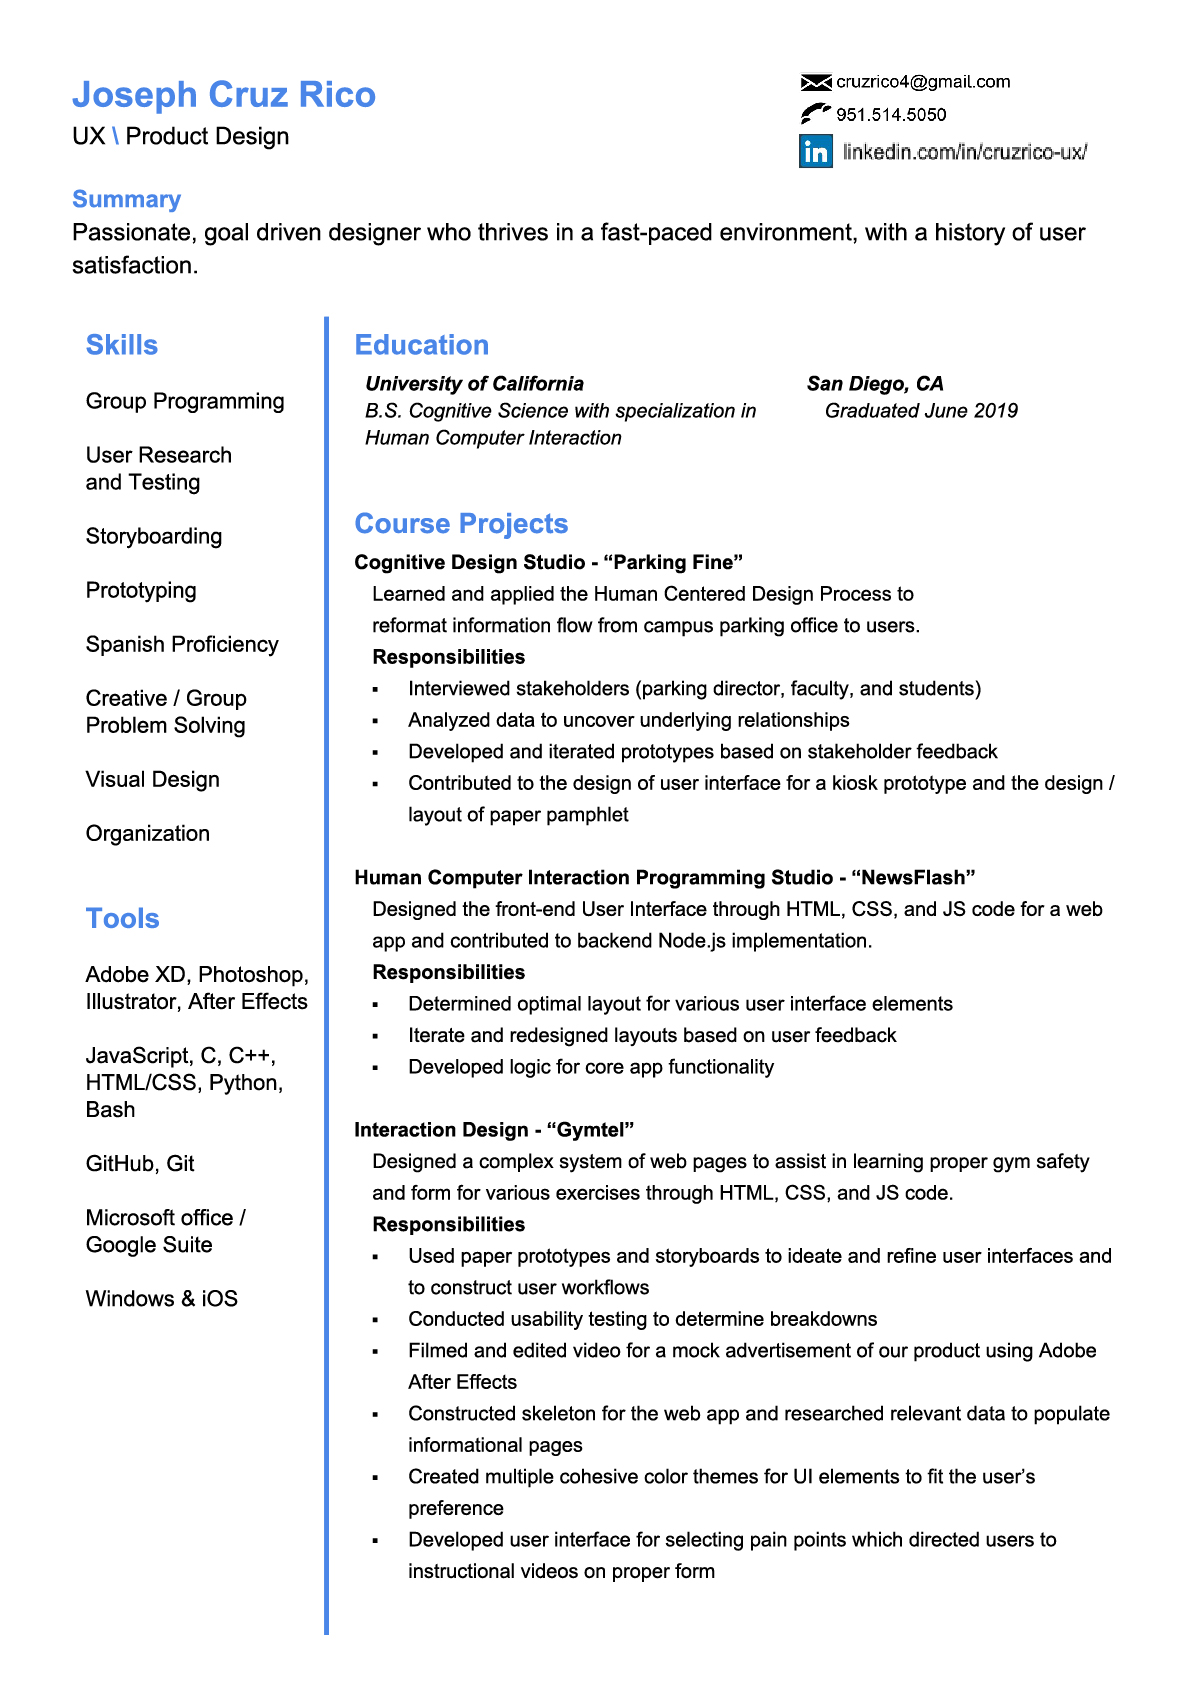 Joseph Cruz Rico
UX \ Product Design
cruzrico4@gmail.com
951.514.5050
in linkedin.com/in/cruzrico-ux/
Summary
Passionate, goal driven designer who thrives in a fast-paced environment, with a history of user
satisfaction.
Skills
Group Programming
User Research
and Testing
Storyboarding
Prototyping
Spanish Proficiency
Creative / Group
Problem Solving
Visual Design
Organization
Tools
Adobe XD, Photoshop,
Illustrator, After Effects
JavaScript, C, C++,
HTML/CSS, Python,
Bash
GitHub, Git
Microsoft office /
Google Suite
Windows & iOS
Education
University of California San Diego, CA
B.S. Cognitive Science with specialization in Graduated June 2019
Human Computer Interaction
Course Projects
Cognitive Design Studio - “Parking Fine”
Learned and applied the Human Centered Design Process to
reformat information flow from campus parking office to users.
Responsibilities
▪ Interviewed stakeholders (parking director, faculty, and students)
▪ Analyzed data to uncover underlying relationships
▪ Developed and iterated prototypes based on stakeholder feedback
▪ Contributed to the design of user interface for a kiosk prototype and the design /
layout of paper pamphlet
Human Computer Interaction Programming Studio - “NewsFlash”
Designed the front-end User Interface through HTML, CSS, and JS code for a web
app and contributed to backend Node.js implementation.
Responsibilities
▪ Determined optimal layout for various user interface elements
▪ Iterate and redesigned layouts based on user feedback
▪ Developed logic for core app functionality
Interaction Design - “Gymtel”
Designed a complex system of web pages to assist in learning proper gym safety
and form for various exercises through HTML, CSS, and JS code.
Responsibilities
▪ Used paper prototypes and storyboards to ideate and refine user interfaces and
to construct user workflows
▪ Conducted usability testing to determine breakdowns
▪ Filmed and edited video for a mock advertisement of our product using Adobe
After Effects
▪ Constructed skeleton for the web app and researched relevant data to populate
informational pages
▪ Created multiple cohesive color themes for UI elements to fit the user’s
preference
▪ Developed user interface for selecting pain points which directed users to
instructional videos on proper form